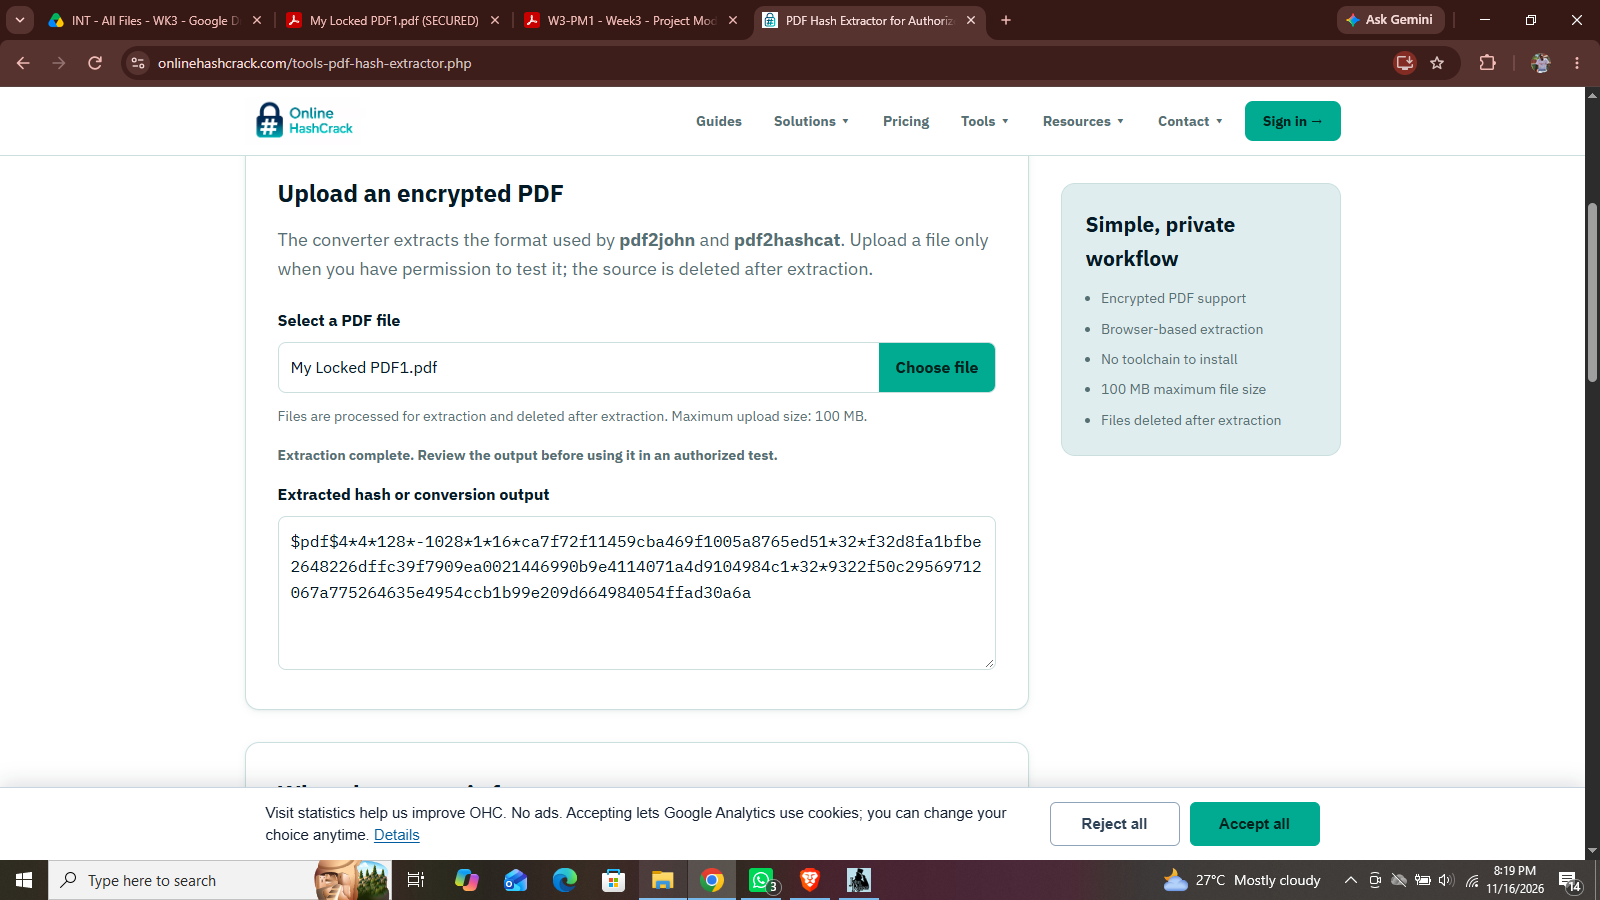 INT - All Files - WK3 - Google D
My Locked PDF1.pdf (SECURED)
W3-PM1 - Week3 - Project Mod
PDF Hash Extractor for Authoriz
Ask Gemini
onlinehashcrack.com/tools-pdf-hash-extractor.php
Online
HashCrack
Guides
Solutions
Pricing
Tools
Resources
Contact
Sign in →
Upload an encrypted PDF
The converter extracts the format used by pdf2john and pdf2hashcat. Upload a file only
when you have permission to test it; the source is deleted after extraction.
Select a PDF file
My Locked PDF1.pdf
Choose file
Files are processed for extraction and deleted after extraction. Maximum upload size: 100 MB.
Extraction complete. Review the output before using it in an authorized test.
Extracted hash or conversion output
$pdf$4*4*128*-1028*1*16*ca7f72f11459cba469f1005a8765ed51*32*f32d8fa1bfbe
2648226dffc39f7909ea0021446990b9e4114071a4d9104984c1*32*9322f50c29569712
067a775264635e4954ccb1b99e209d664984054ffad30a6a
Simple, private
workflow
Encrypted PDF support
Browser-based extraction
No toolchain to install
100 MB maximum file size
Files deleted after extraction
Visit statistics help us improve OHC. No ads. Accepting lets Google Analytics use cookies; you can change your
choice anytime. Details
Reject all
Accept all
Type here to search
3
27°C Mostly cloudy
8:19 PM
11/16/2026
14